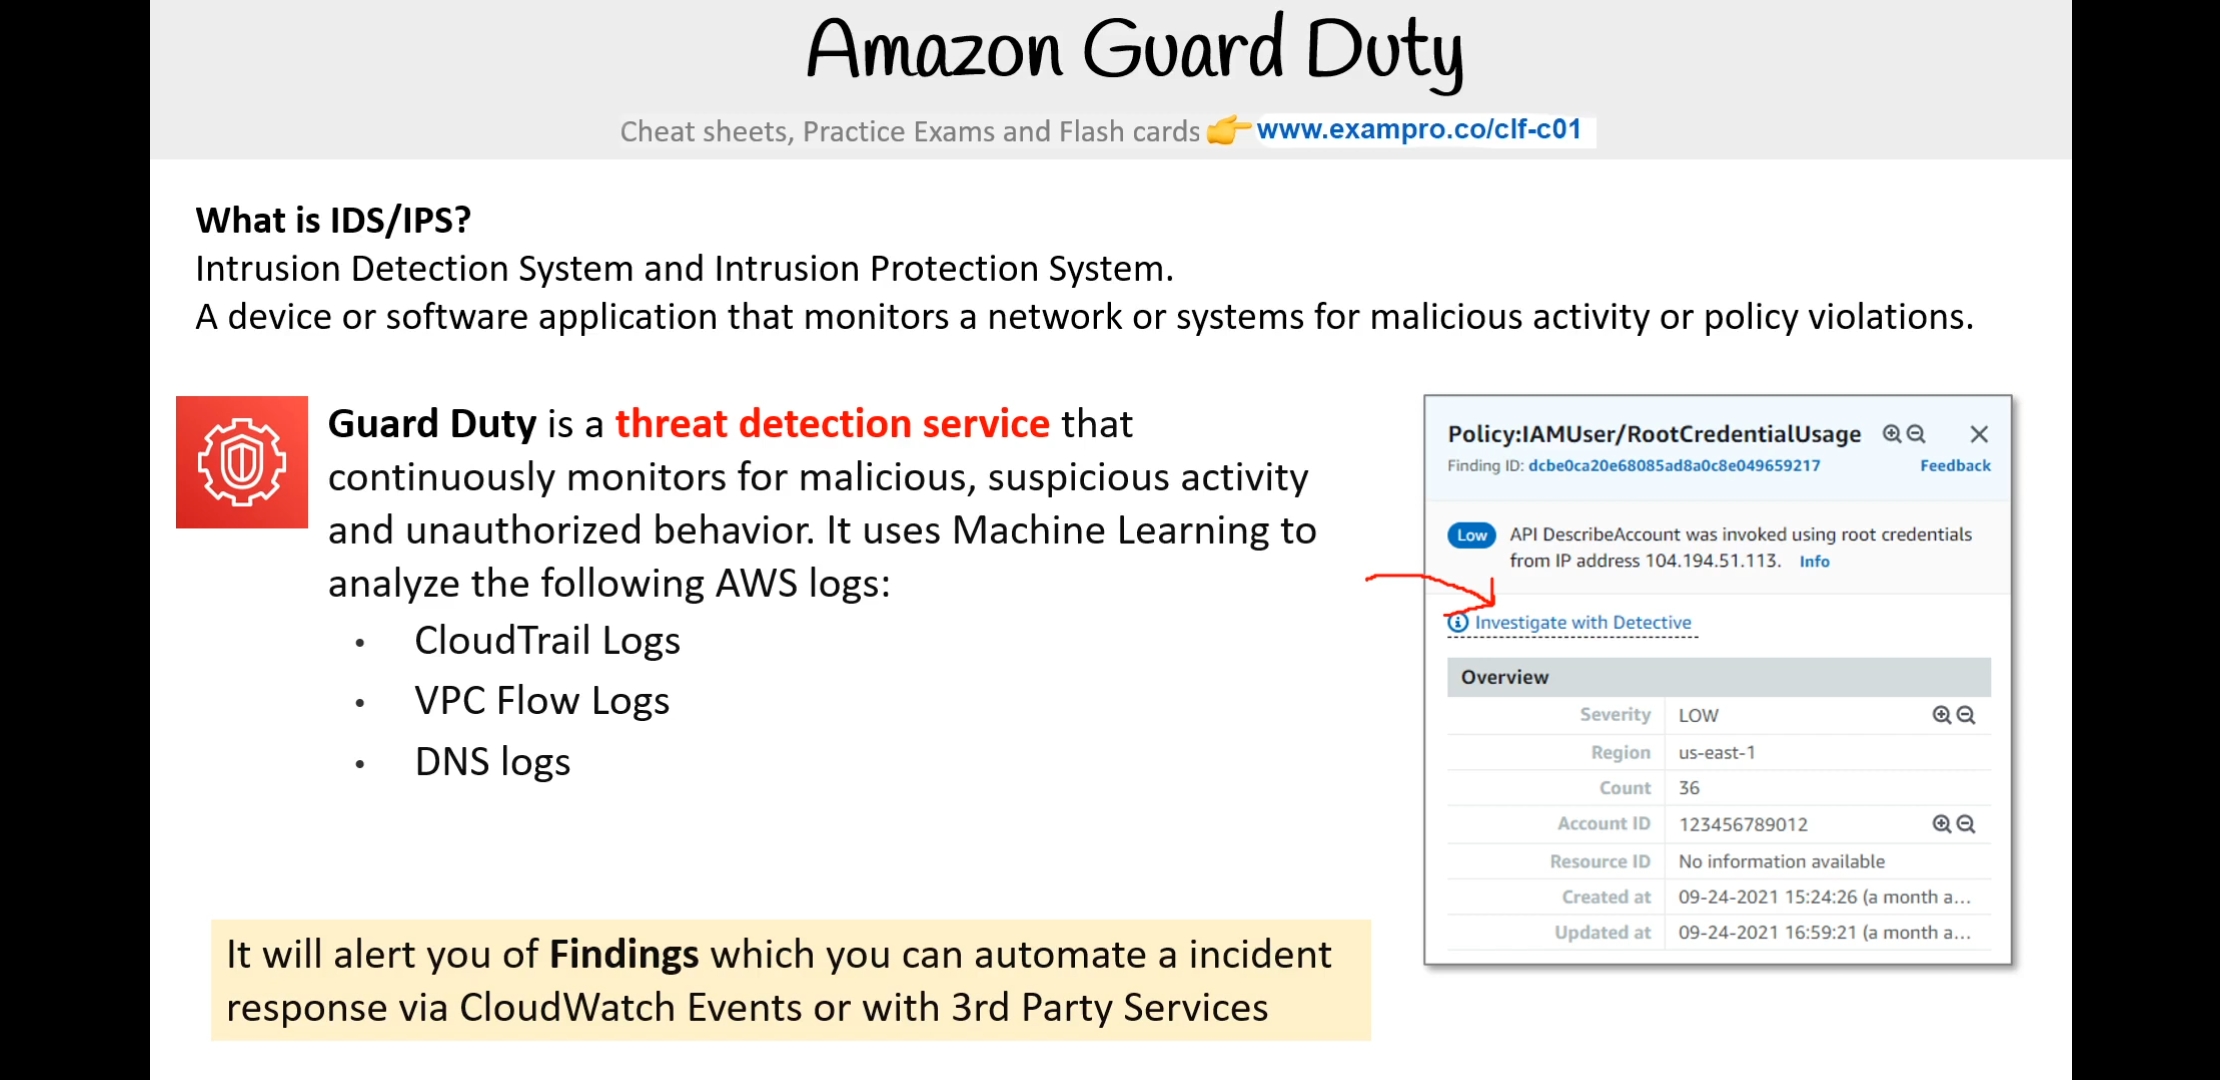 Amazon Guard Duty
Cheat sheets, Practice Exams and Flash cards 👉 www.exampro.co/clf-c01
What is IDS/IPS?
Intrusion Detection System and Intrusion Protection System.
A device or software application that monitors a network or systems for malicious activity or policy violations.
Guard Duty is a threat detection service that
continuously monitors for malicious, suspicious activity
and unauthorized behavior. It uses Machine Learning to
analyze the following AWS logs:
• CloudTrail Logs
• VPC Flow Logs
• DNS logs
It will alert you of Findings which you can automate a incident
response via CloudWatch Events or with 3rd Party Services
Policy:IAMUser/RootCredentialUsage
Finding ID: dcbe0ca20e68085ad8a0c8e049659217 Feedback
Low API DescribeAccount was invoked using root credentials
from IP address 104.194.51.113. Info
Investigate with Detective
Overview
Severity LOW
Region us-east-1
Count 36
Account ID 123456789012
Resource ID No information available
Created at 09-24-2021 15:24:26 (a month a...
Updated at 09-24-2021 16:59:21 (a month a...